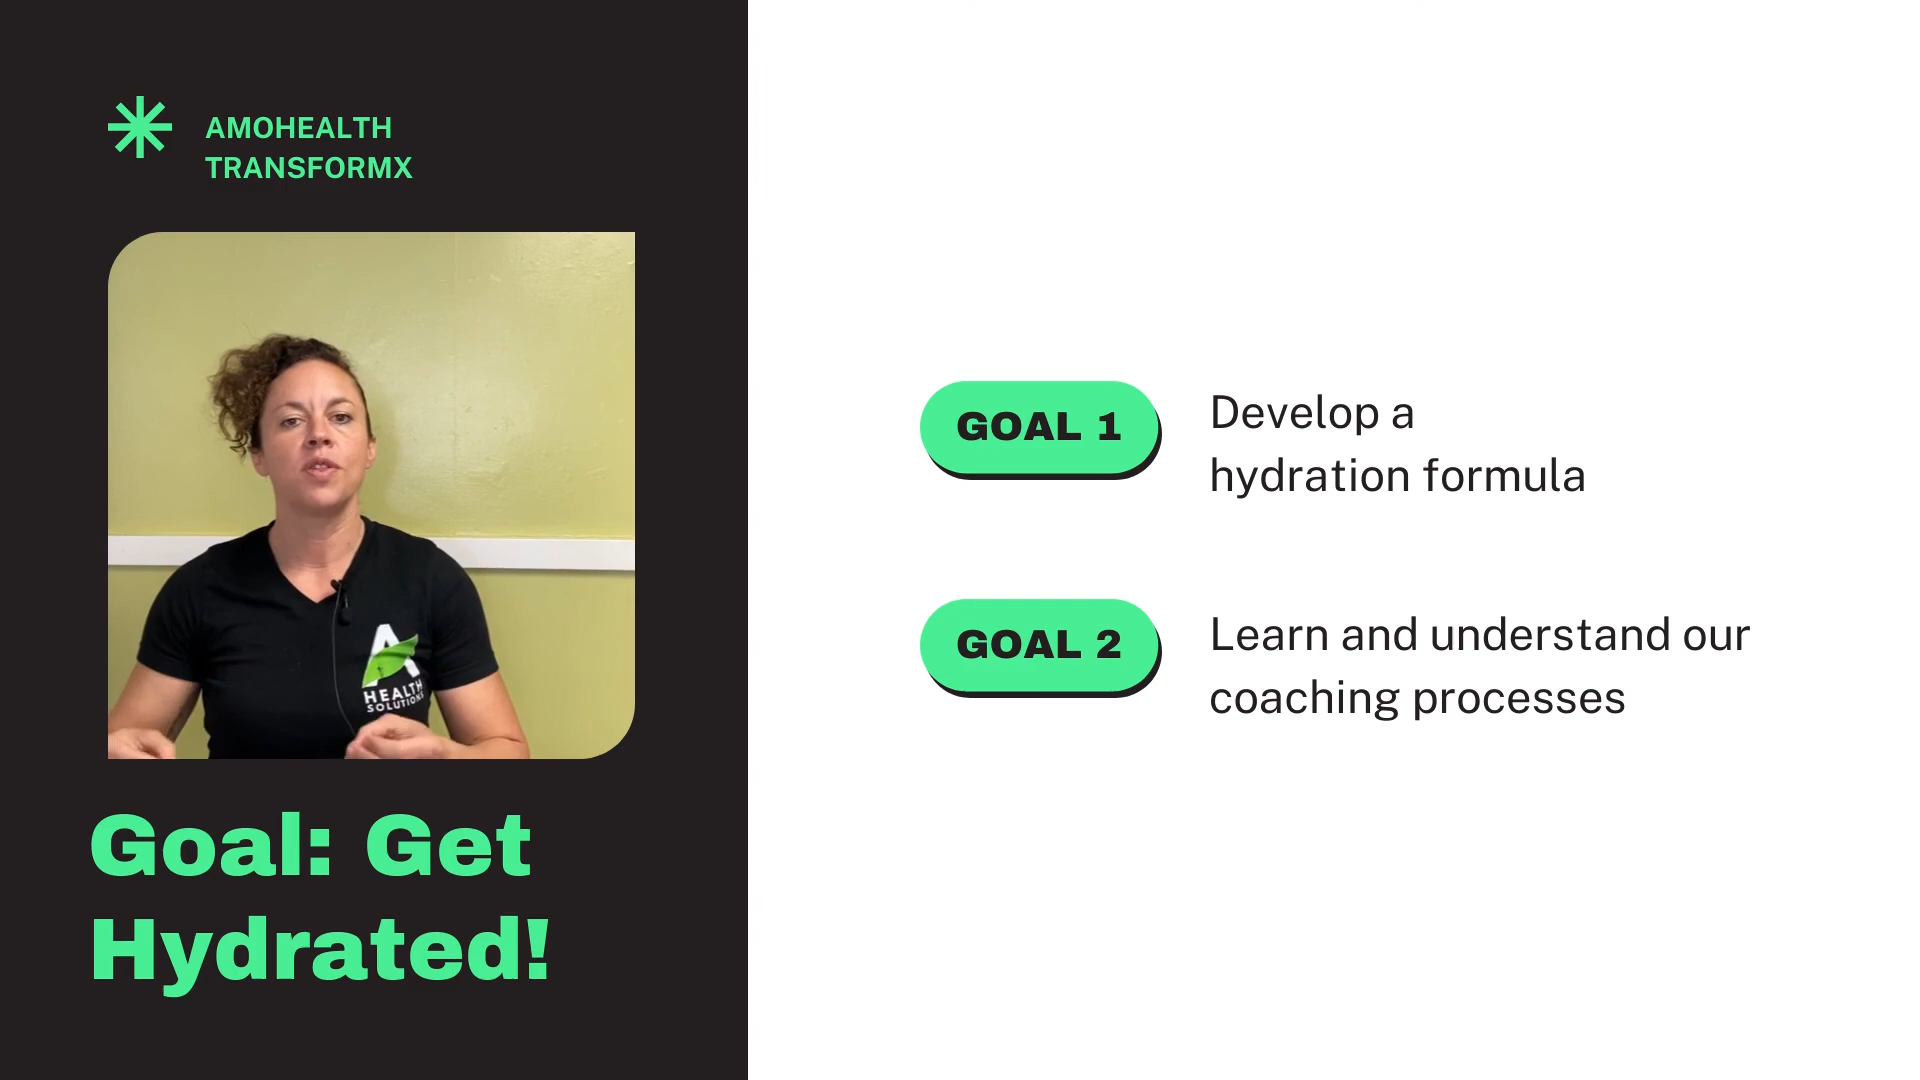 AMOHEALTH
TRANSFORMX
HEALTH
SOLUTIONS
Goal: Get
Hydrated!
GOAL 1
Develop a
hydration formula
GOAL 2
Learn and understand our
coaching processes